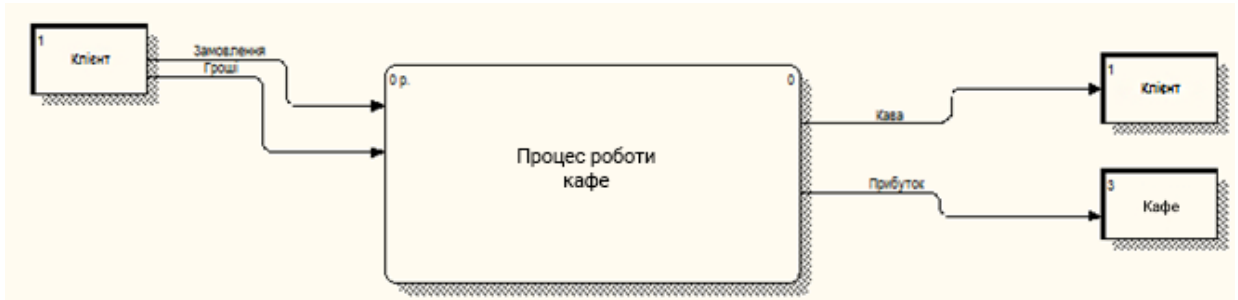 1
Клієнт
Замовлення
Гроші
0 р.
0
Процес роботи
кафе
Кава
Прибуток
1
Клієнт
3
Кафе